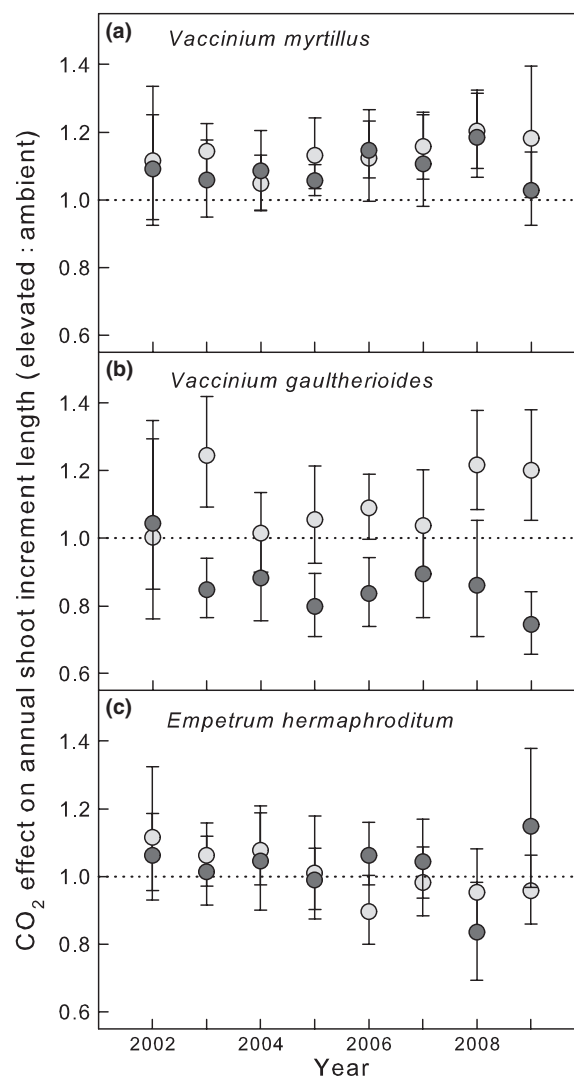 (a) Vaccinium myrtillus
1.4
1.2
1.0
0.8
0.6
(b) Vaccinium gaultherioides
1.4
1.2
1.0
0.8
0.6
(c) Empetrum hermaphroditum
1.4
1.2
1.0
0.8
0.6
CO2 effect on annual shoot increment length (elevated : ambient)
2002 2004 2006 2008
Year